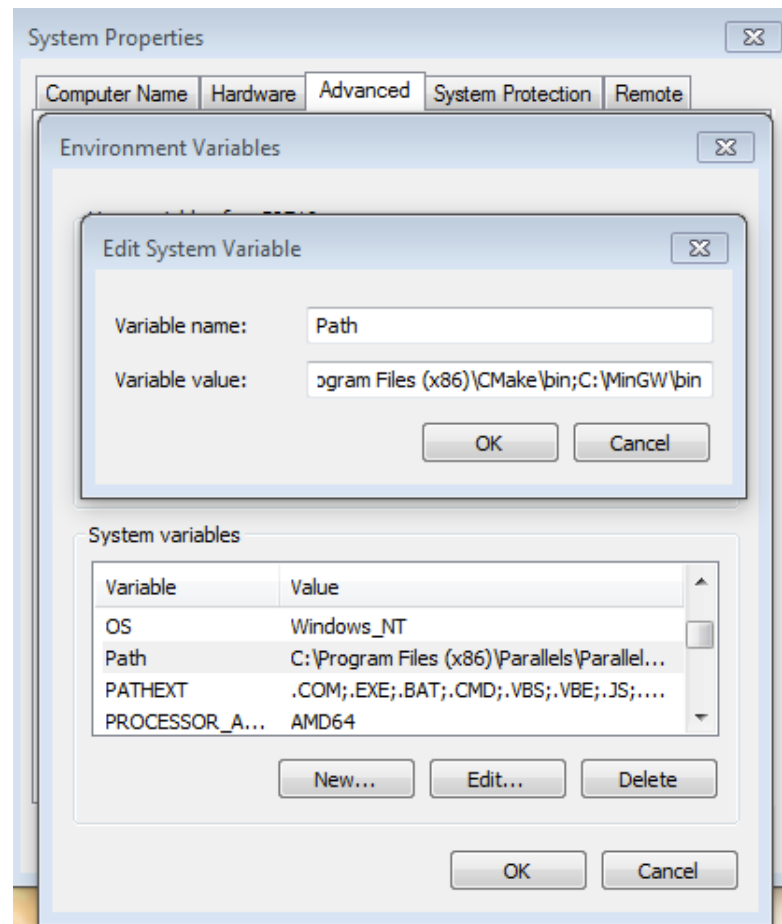 System Properties
Computer Name Hardware Advanced System Protection Remote
Environment Variables
Edit System Variable
Variable name: Path
Variable value: ogram Files (x86)\CMake\bin;C:\MinGW\bin
OK Cancel
System variables
Variable Value
OS Windows_NT
Path C:\Program Files (x86)\Parallels\Parallel...
PATHEXT .COM;.EXE;.BAT;.CMD;.VBS;.VBE;.JS;....
PROCESSOR_A... AMD64
New... Edit... Delete
OK Cancel